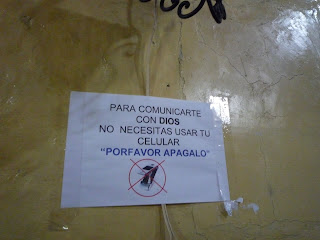 PARA COMUNICARTE
CON DIOS
NO NECESITAS USAR TU
CELULAR
"PORFAVOR APAGALO"